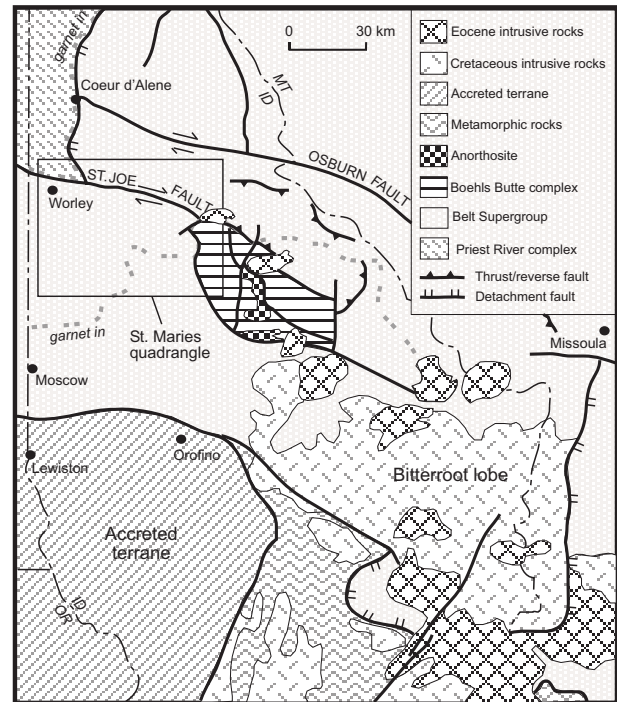 0 30 km
garnet in
Coeur d'Alene
MT
ID
OSBURN FAULT
ST. JOE FAULT
Worley
garnet in
St. Maries
quadrangle
Moscow
Missoula
Lewiston
Orofino
Bitterroot lobe
Accreted
terrane
ID
OR
Eocene intrusive rocks
Cretaceous intrusive rocks
Accreted terrane
Metamorphic rocks
Anorthosite
Boehls Butte complex
Belt Supergroup
Priest River complex
Thrust/reverse fault
Detachment fault